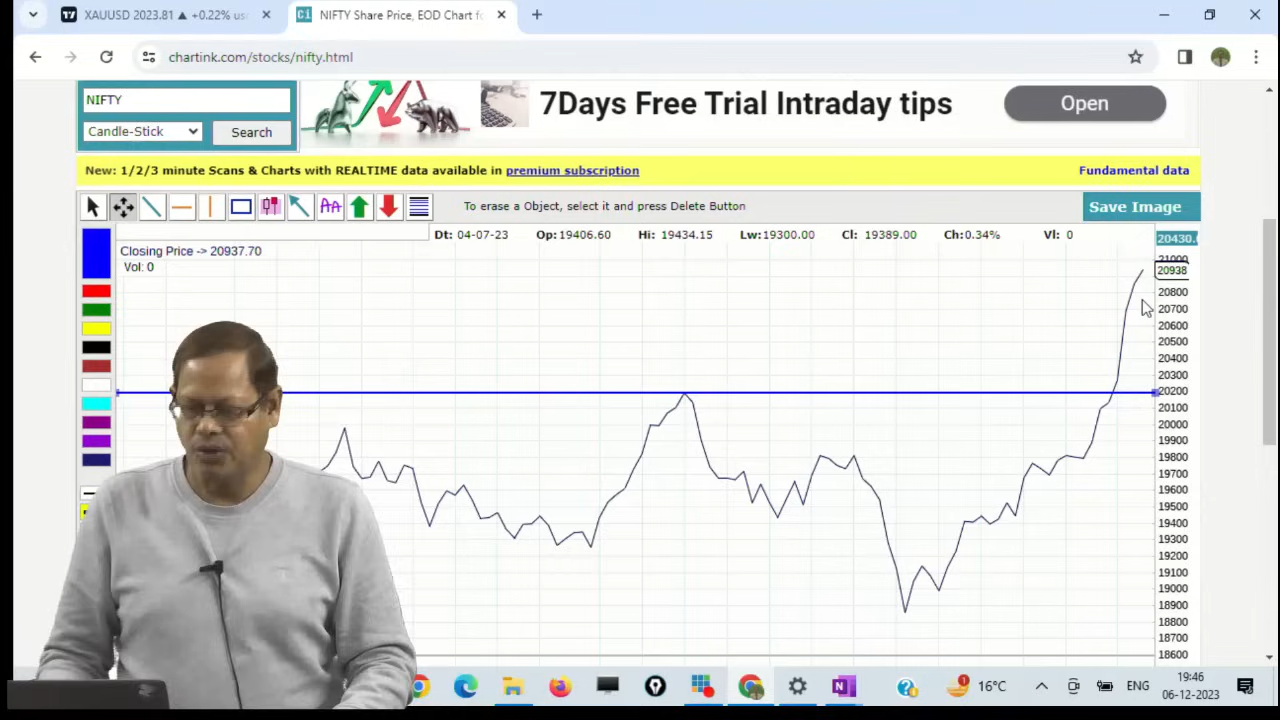 XAUUSD 2023.81 ▲ +0.22%
NIFTY Share Price, EOD Chart fo
chartink.com/stocks/nifty.html
NIFTY
Candle-Stick
Search
7Days Free Trial Intraday tips
Open
New: 1/2/3 minute Scans & Charts with REALTIME data available in premium subscription
Fundamental data
To erase a Object, select it and press Delete Button
Save Image
Dt: 04-07-23 Op:19406.60 Hi: 19434.15 Lw:19300.00 Cl: 19389.00 Ch:0.34% Vl: 0
Closing Price -> 20937.70
Vol: 0
20430.
21000
20938
20800
20700
20600
20500
20400
20300
20200
20100
20000
19900
19800
19700
19600
19500
19400
19300
19200
19100
19000
18900
18800
18700
18600
16°C
ENG
19:46
06-12-2023